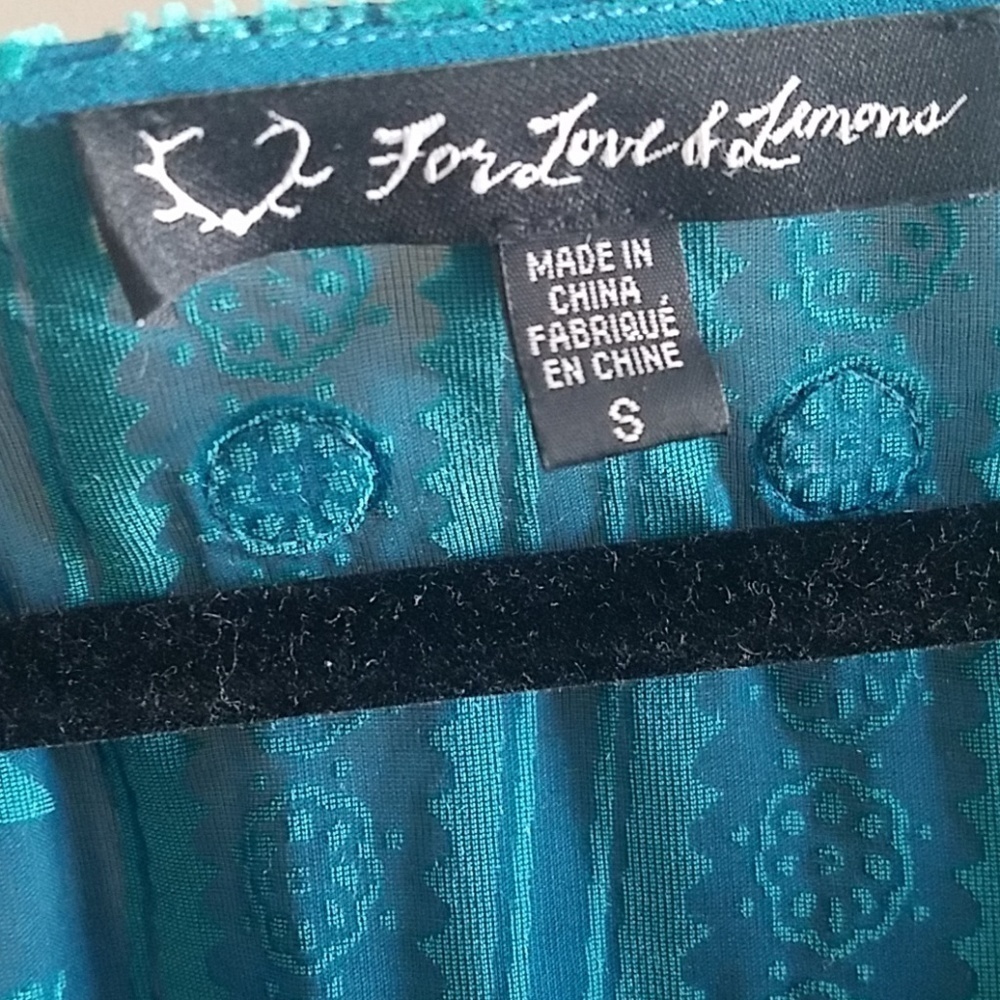 For Love & Lemons
MADE IN
CHINA
FABRIQUÉ
EN CHINE
S